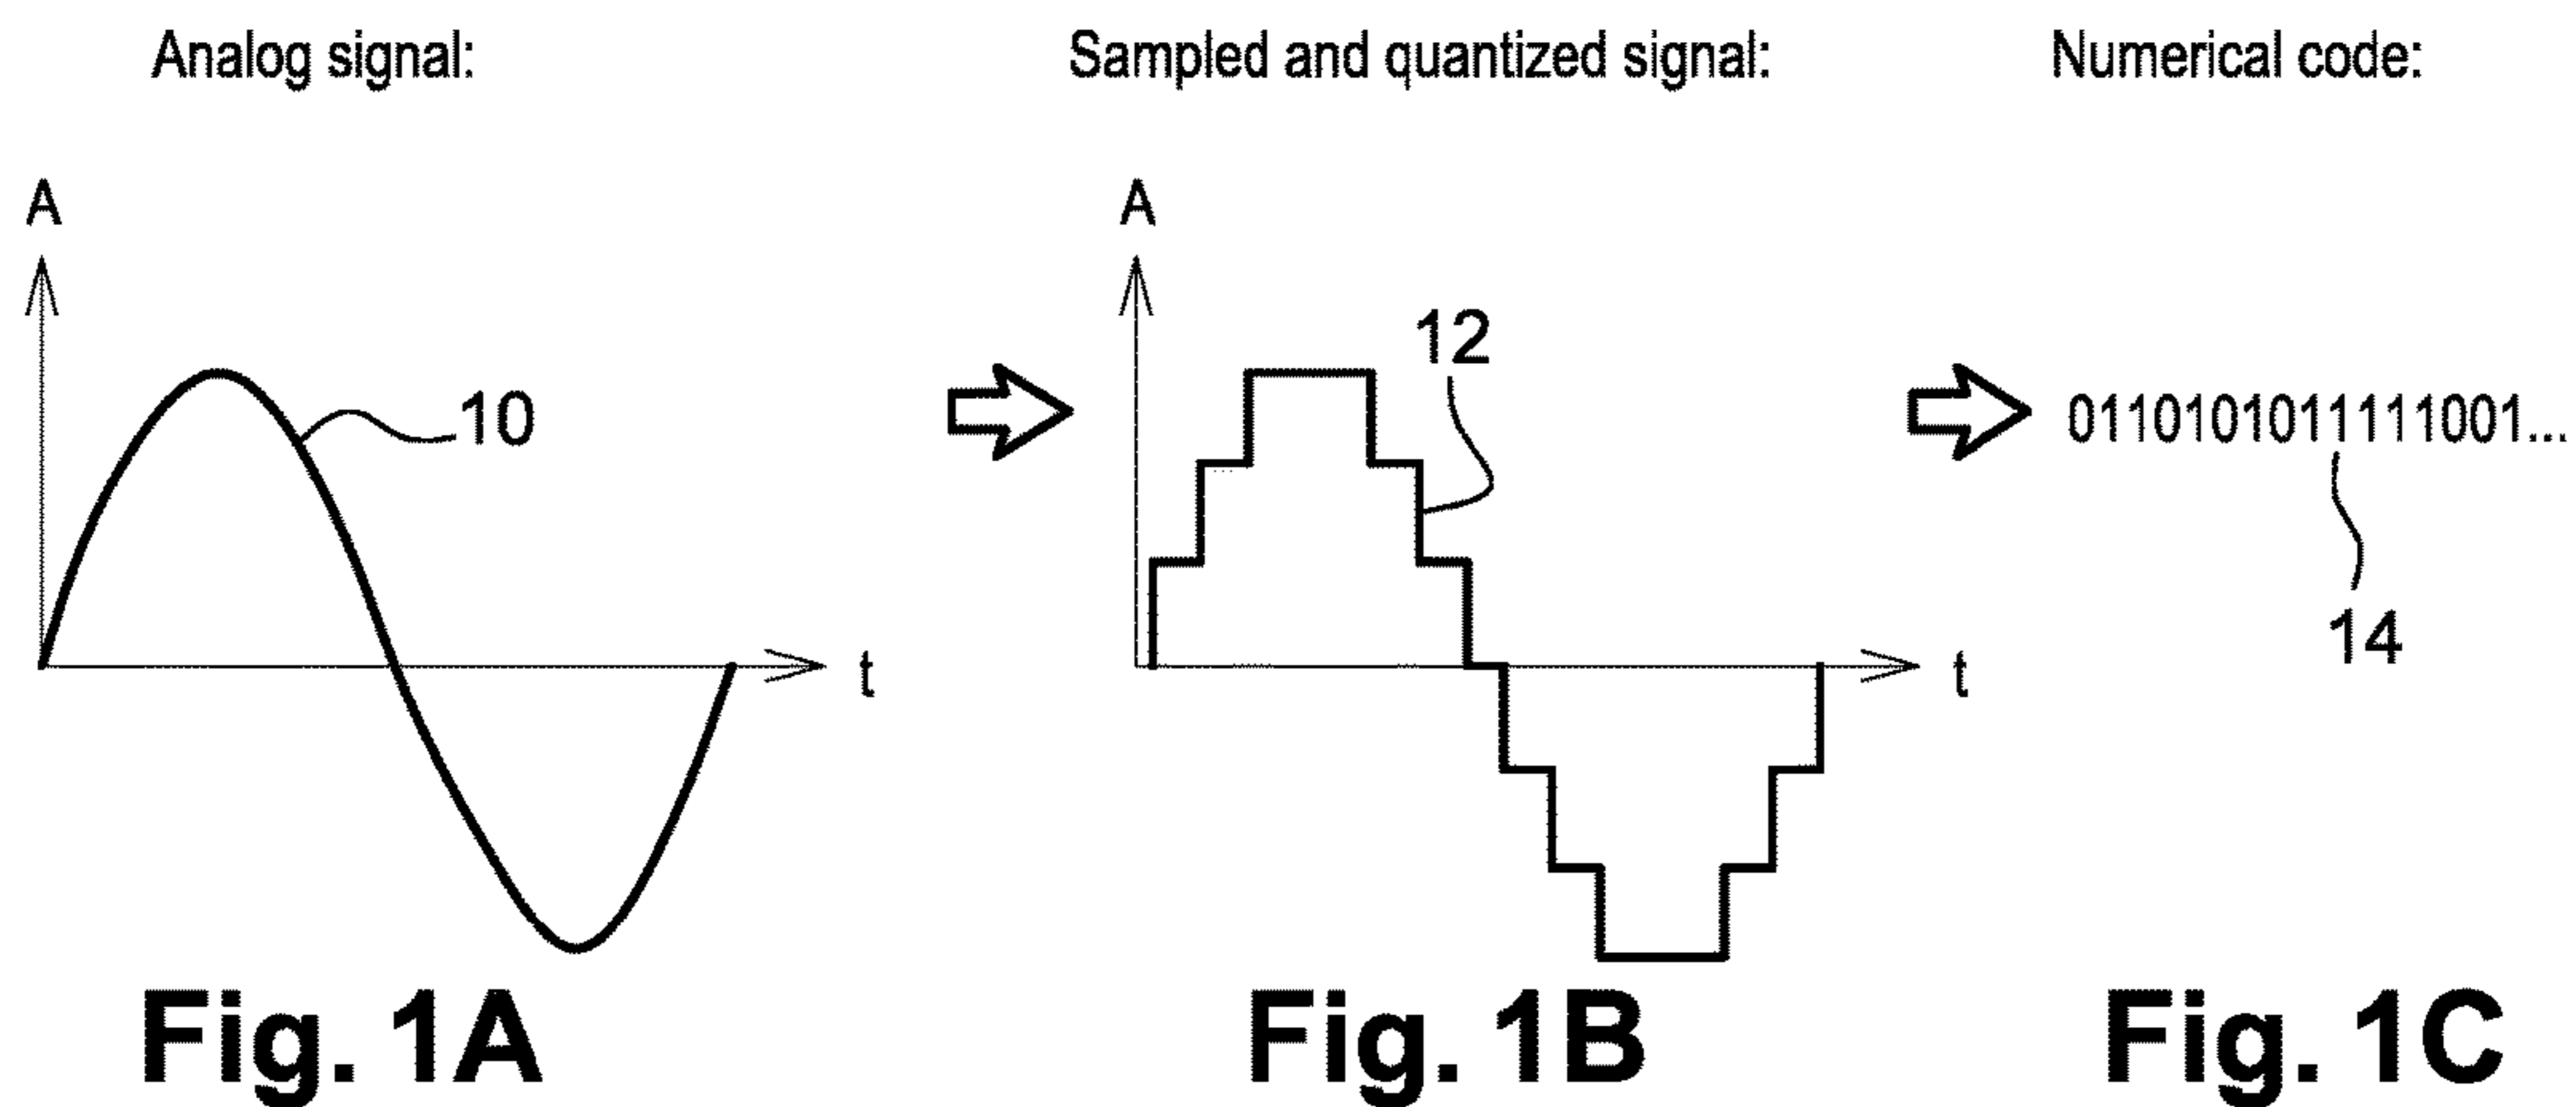 Analog signal:
Sampled and quantized signal:
Numerical code:
A
10
t
A
12
t
0110101011111001...
14
Fig. 1A
Fig. 1B
Fig. 1C